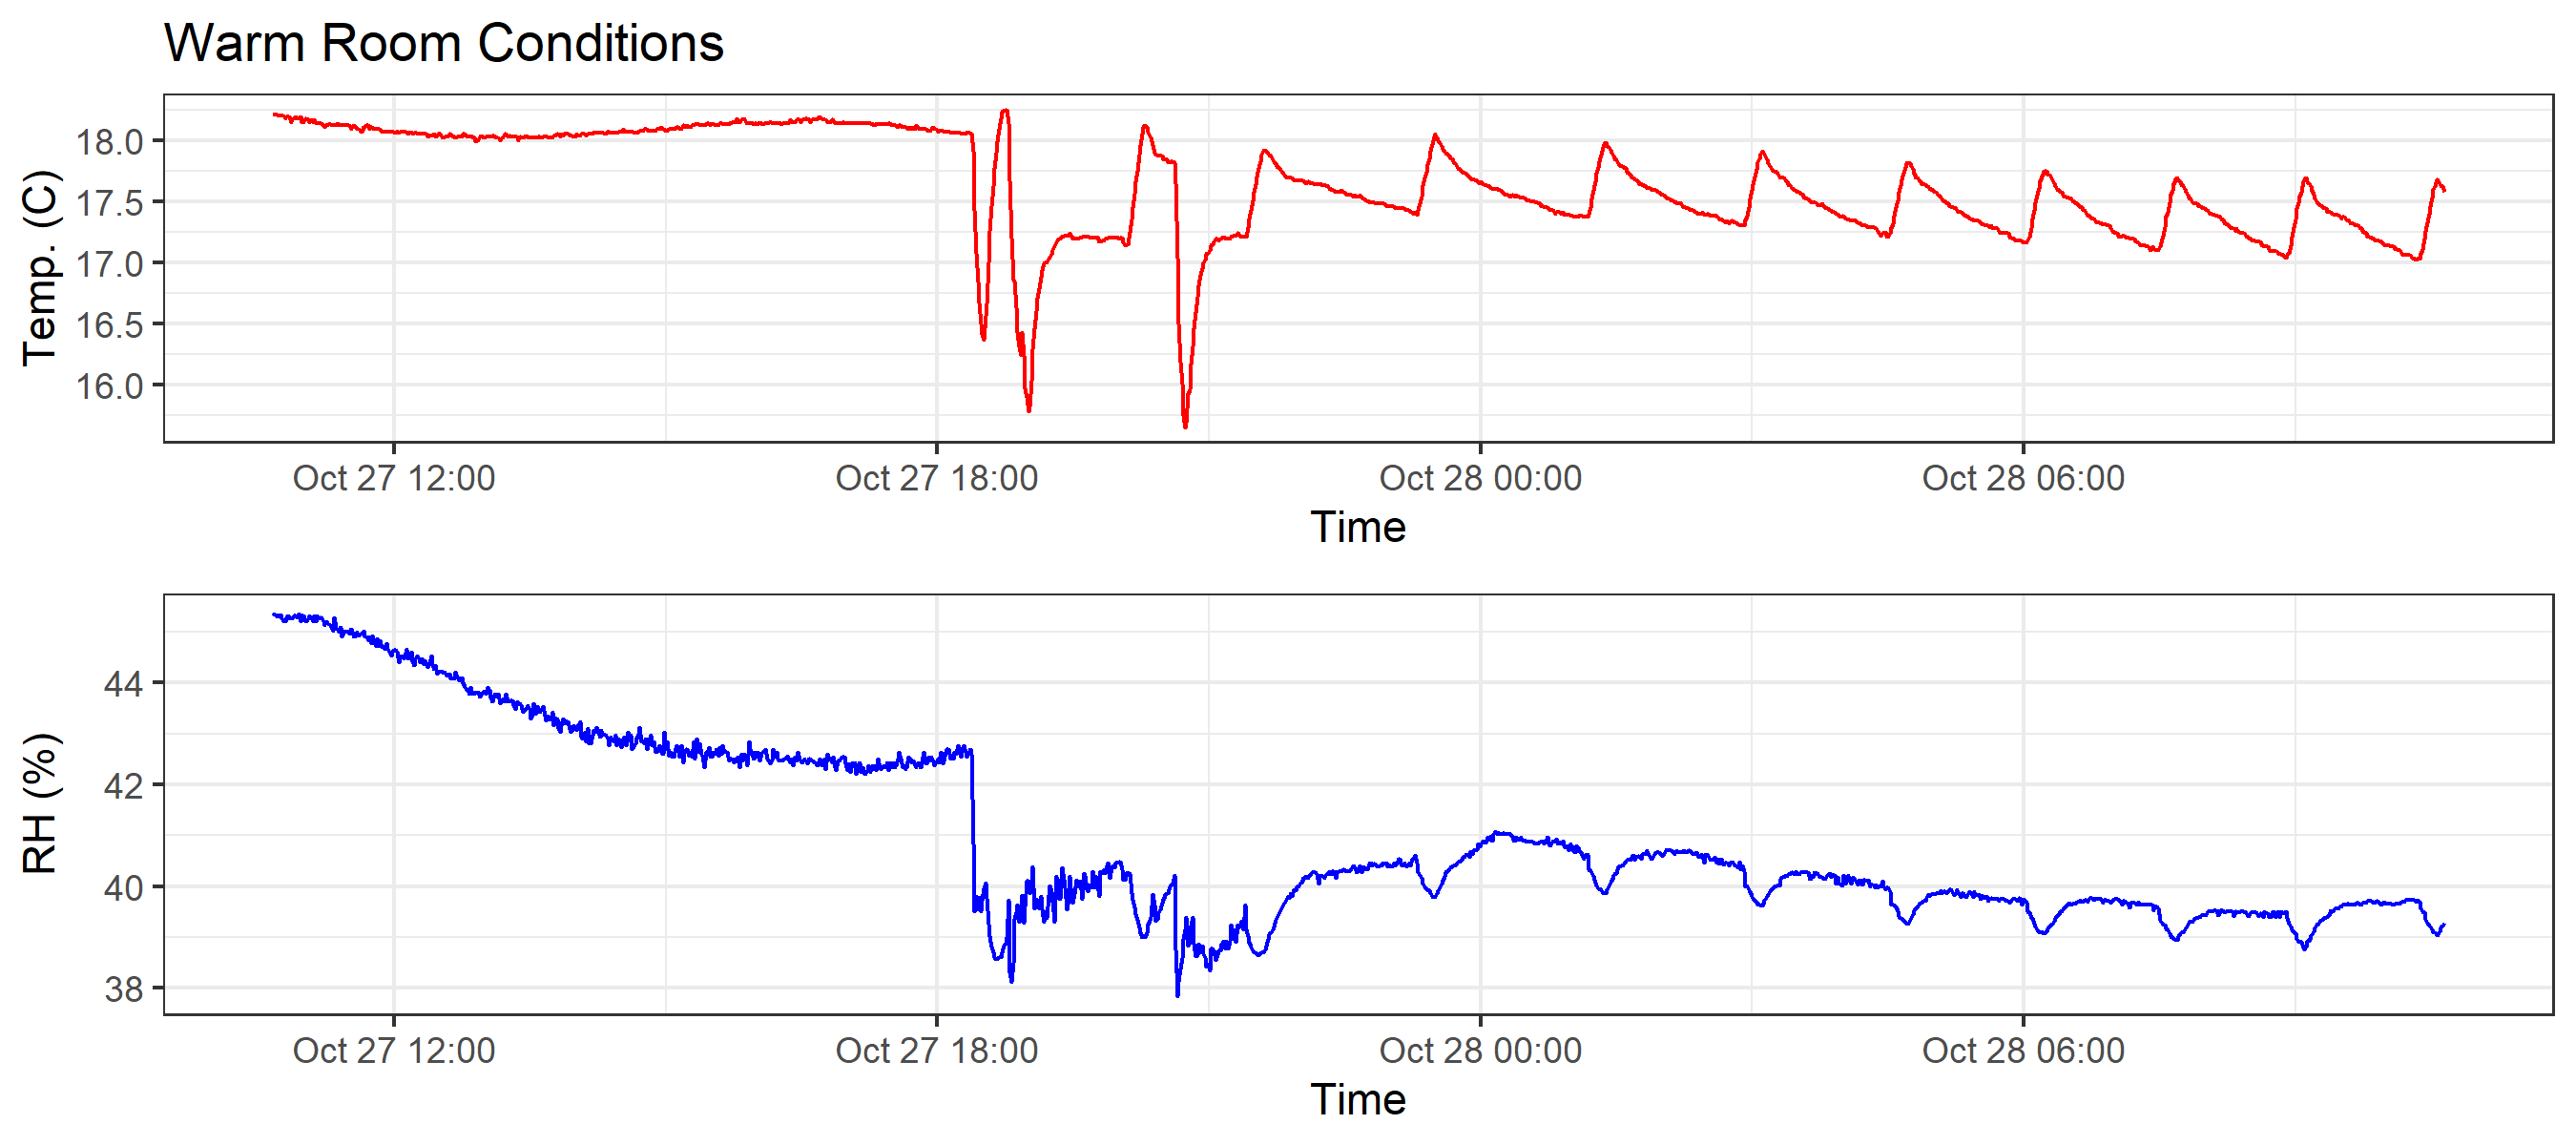 Warm Room Conditions
Temp. (C)
18.0
17.5
17.0
16.5
16.0
Oct 27 12:00 Oct 27 18:00 Oct 28 00:00 Oct 28 06:00
Time
RH (%)
44
42
40
38
Oct 27 12:00 Oct 27 18:00 Oct 28 00:00 Oct 28 06:00
Time